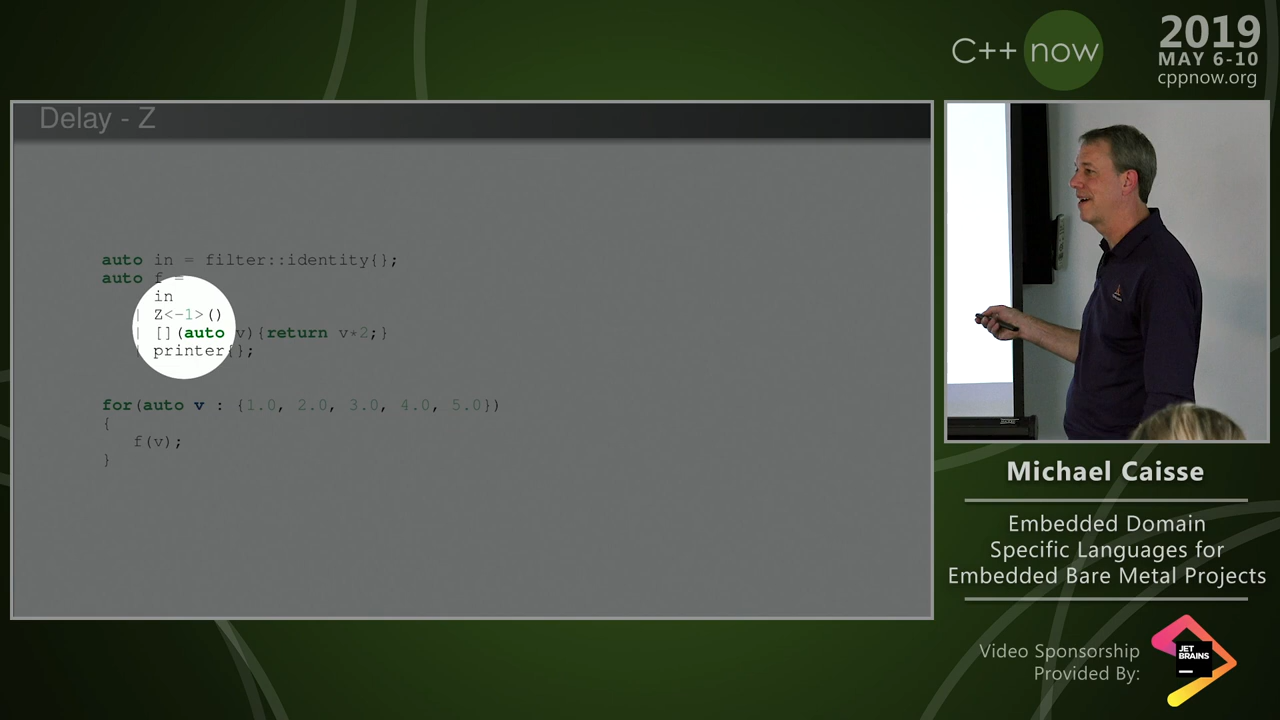 C++ now
2019
MAY 6-10
cppnow.org
Delay - Z
auto in = filter::identity{};
auto f =
in
| Z<-1>()
| [](auto v){return v*2;}
| printer{};
for(auto v : {1.0, 2.0, 3.0, 4.0, 5.0})
{
f(v);
}
Michael Caisse
Embedded Domain
Specific Languages for
Embedded Bare Metal Projects
Video Sponsorship
Provided By:
JET
BRAINS